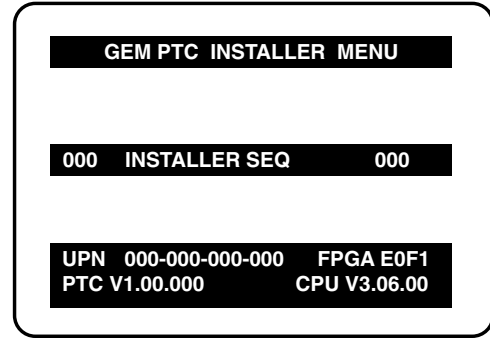 GEM PTC INSTALLER MENU
000 INSTALLER SEQ 000
UPN 000-000-000-000 FPGA E0F1
PTC V1.00.000 CPU V3.06.00